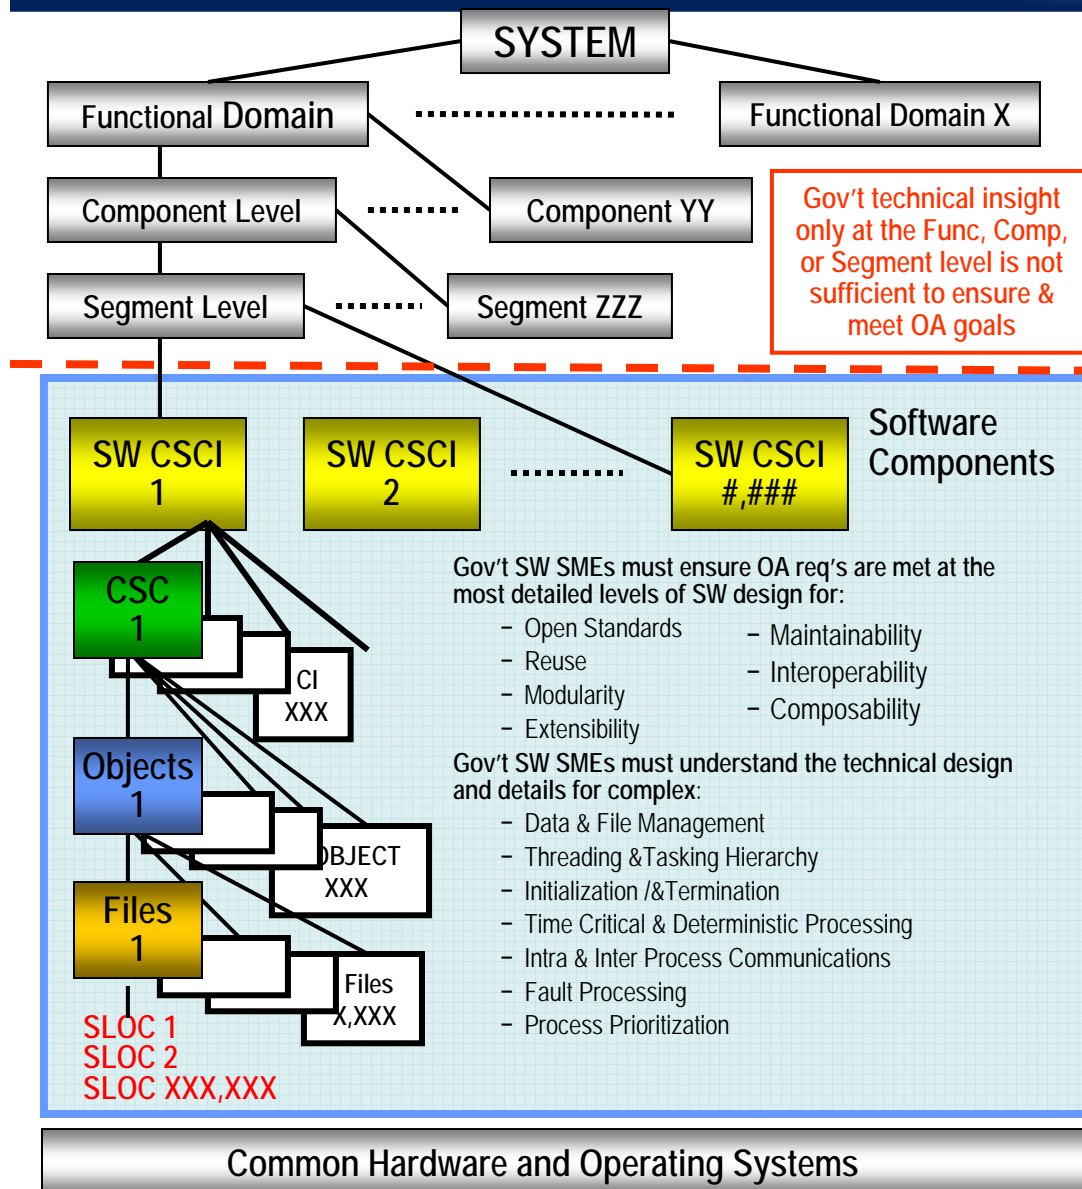 SYSTEM
Functional Domain
Functional Domain X
Component Level
Component YY
Gov't technical insight
only at the Func, Comp,
or Segment level is not
sufficient to ensure &
meet OA goals
Segment Level
Segment ZZZ
SW CSCI
1
SW CSCI
2
SW CSCI
#,###
Software
Components
CSC
1
CI
XXX
Gov't SW SMEs must ensure OA req's are met at the
most detailed levels of SW design for:
– Open Standards
– Reuse
– Modularity
– Extensibility
– Maintainability
– Interoperability
– Composability
Objects
1
OBJECT
XXX
Gov't SW SMEs must understand the technical design
and details for complex:
– Data & File Management
– Threading &Tasking Hierarchy
– Initialization /&Termination
– Time Critical & Deterministic Processing
– Intra & Inter Process Communications
– Fault Processing
– Process Prioritization
Files
1
Files
X,XXX
SLOC 1
SLOC 2
SLOC XXX,XXX
Common Hardware and Operating Systems